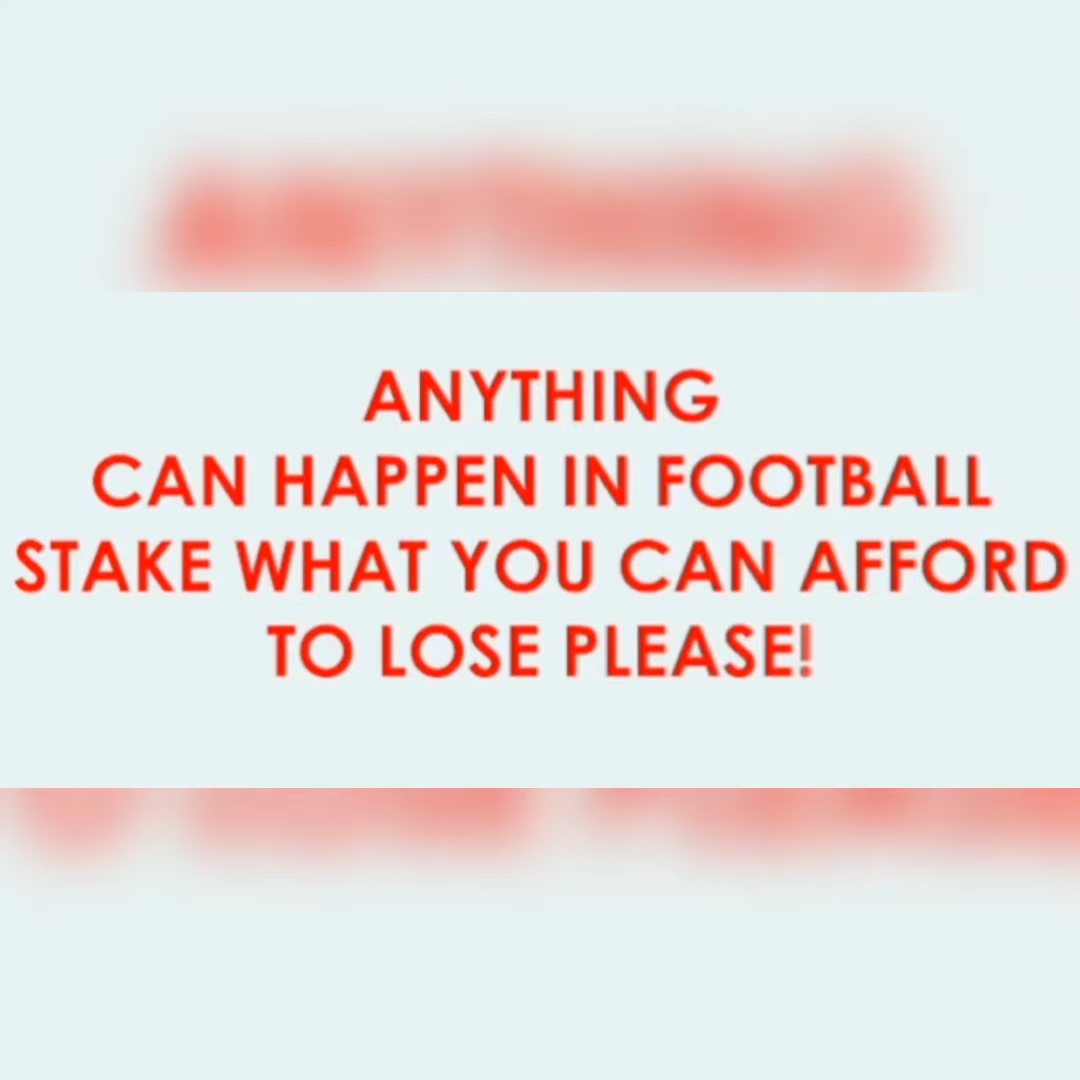 ANYTHING
CAN HAPPEN IN FOOTBALL
STAKE WHAT YOU CAN AFFORD
TO LOSE PLEASE!